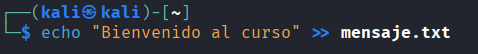 ┌──(kali㉿kali)-[~]
└─$ echo "Bienvenido al curso" >> mensaje.txt